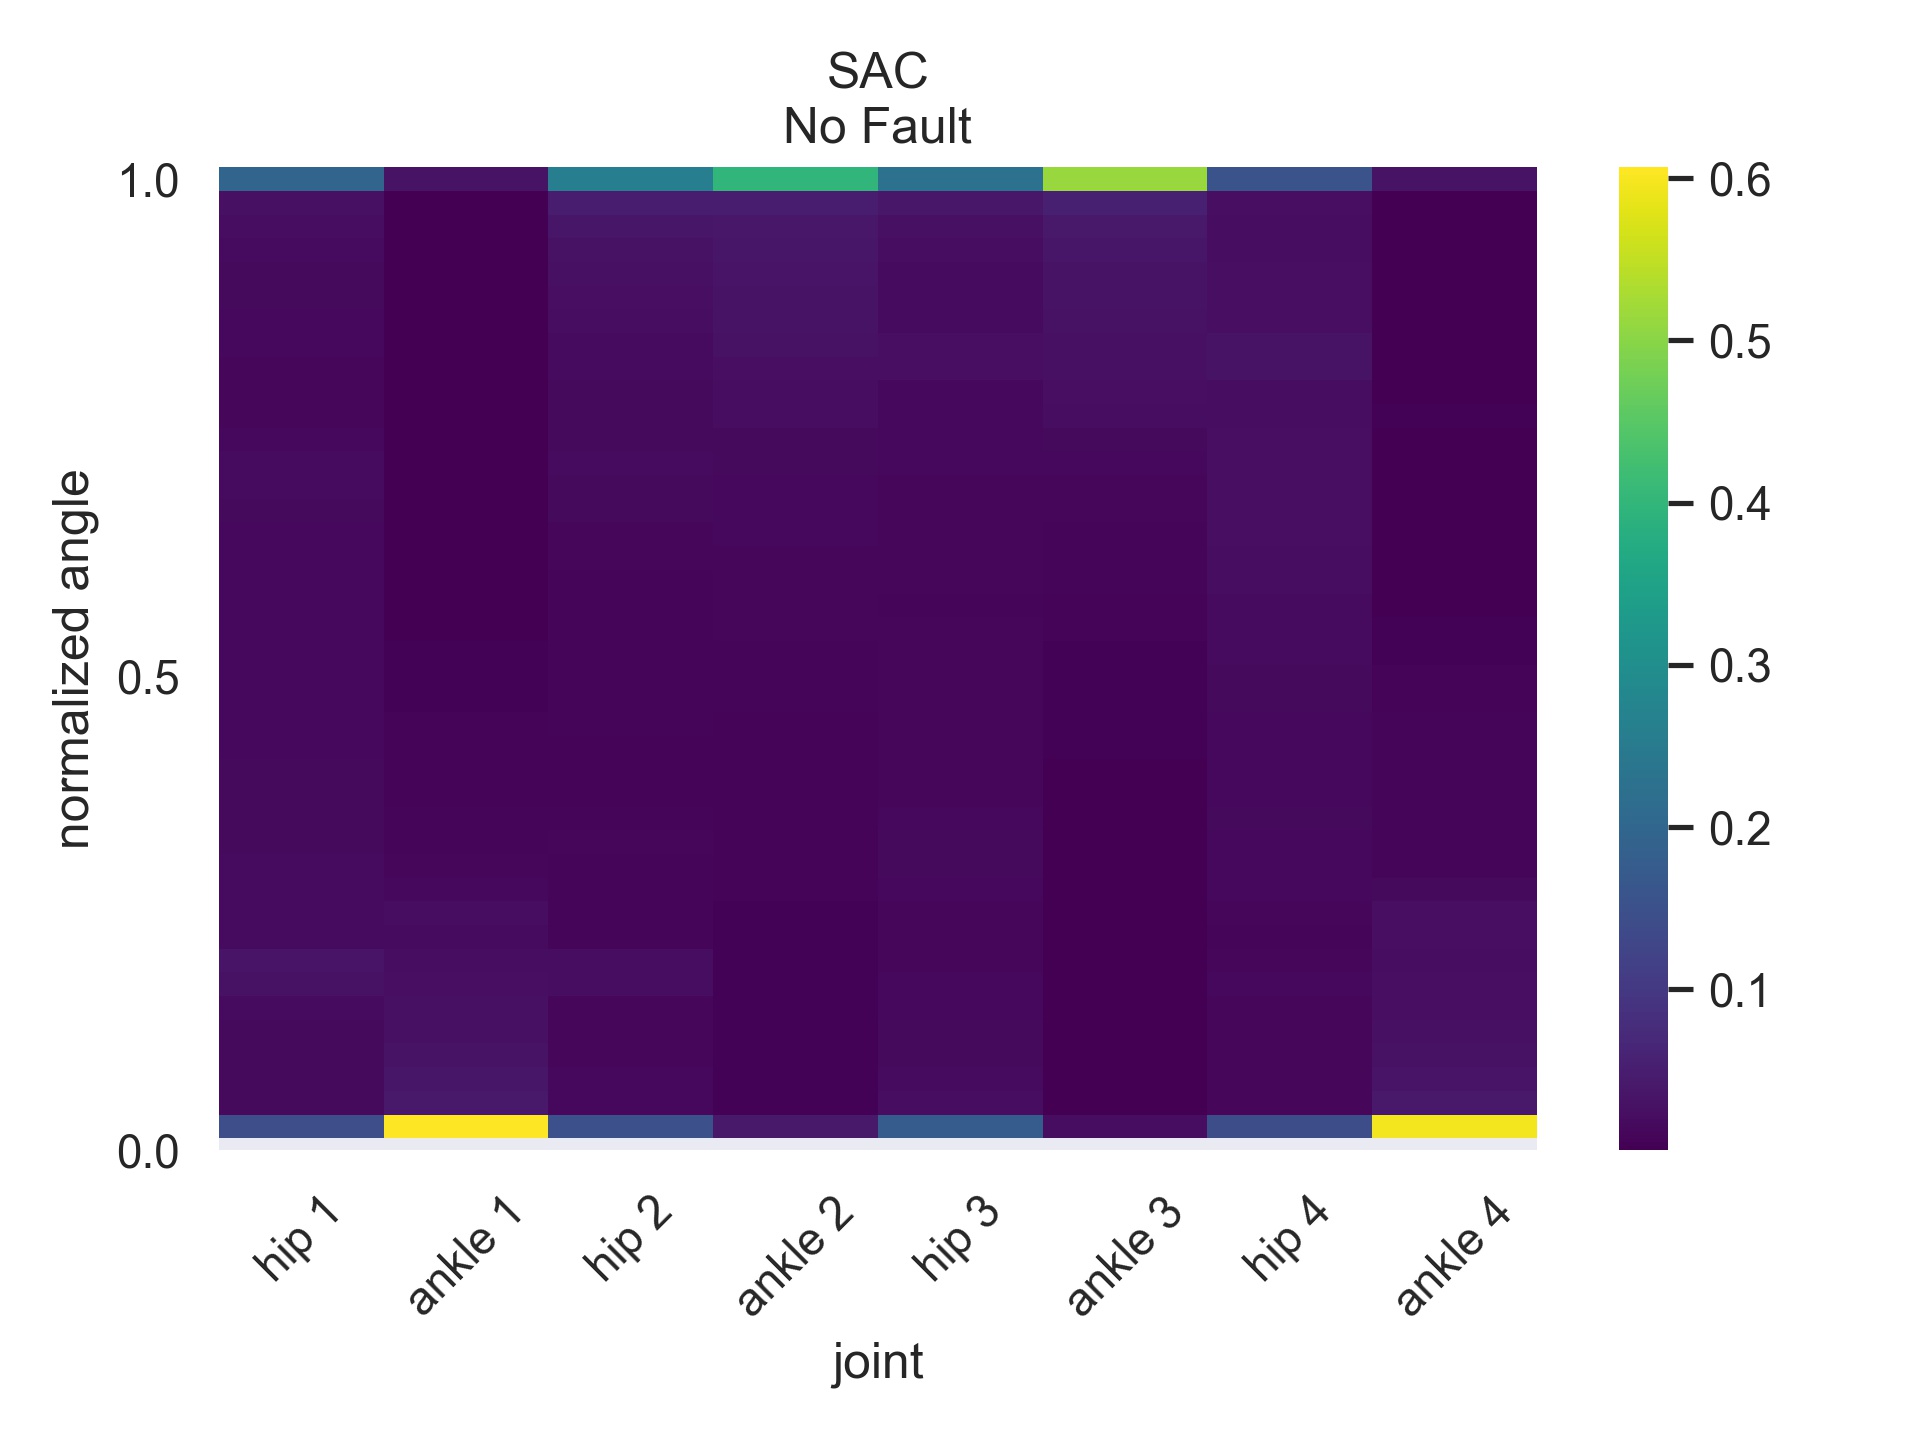 SAC
No Fault
1.0
0.5
0.0
normalized angle
hip 1
ankle 1
hip 2
ankle 2
hip 3
ankle 3
hip 4
ankle 4
joint
0.6
0.5
0.4
0.3
0.2
0.1